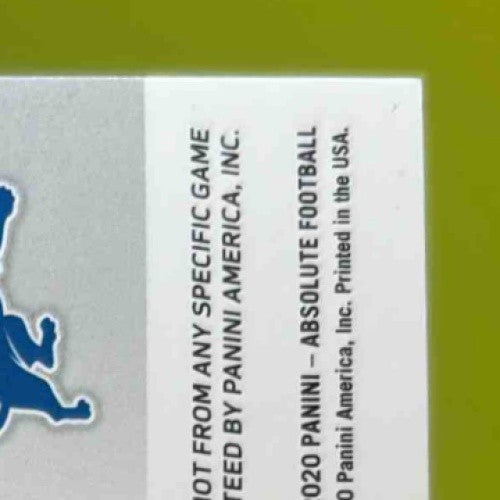 NOT FROM ANY SPECIFIC GAME
TEED BY PANINI AMERICA, INC.
020 PANINI – ABSOLUTE FOOTBALL
0 Panini America, Inc. Printed in the USA.